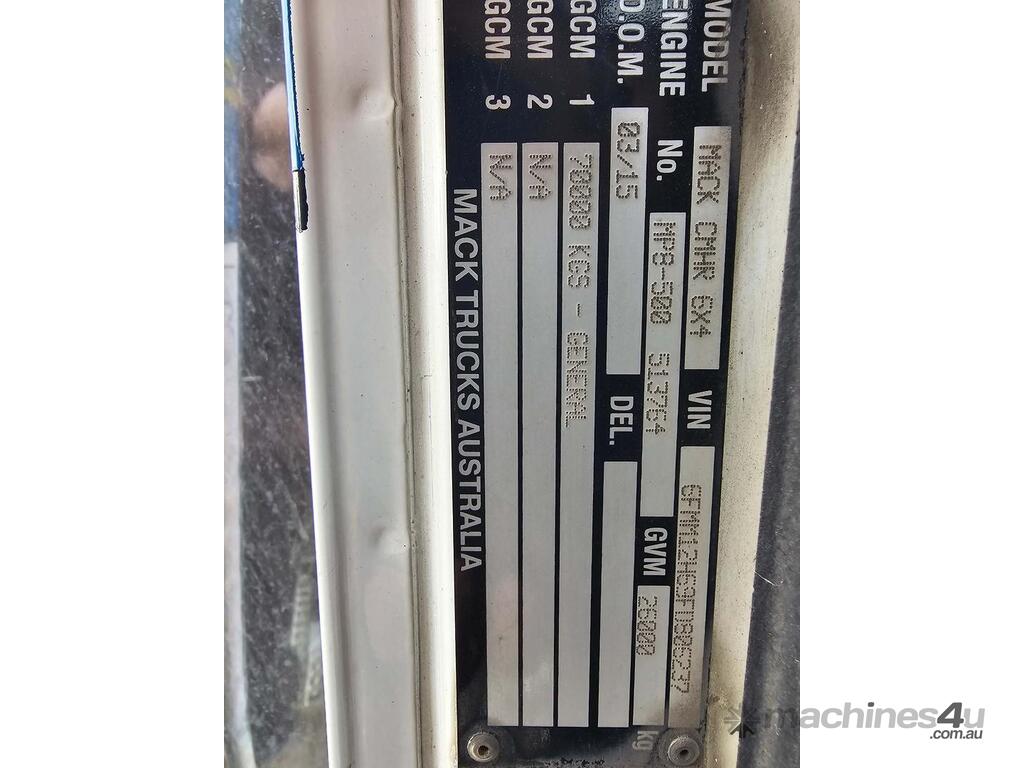 MODEL MACK CMHR 6X4 VIN 6FMM12H69FD805237
ENGINE No. MP8-500 513764 GVM 26000 kg
D.O.M. 03/15 DEL.
GCM 1 70000 KGS - GENERAL
GCM 2 N/A
GCM 3 N/A
MACK TRUCKS AUSTRALIA
machines4u
.com.au